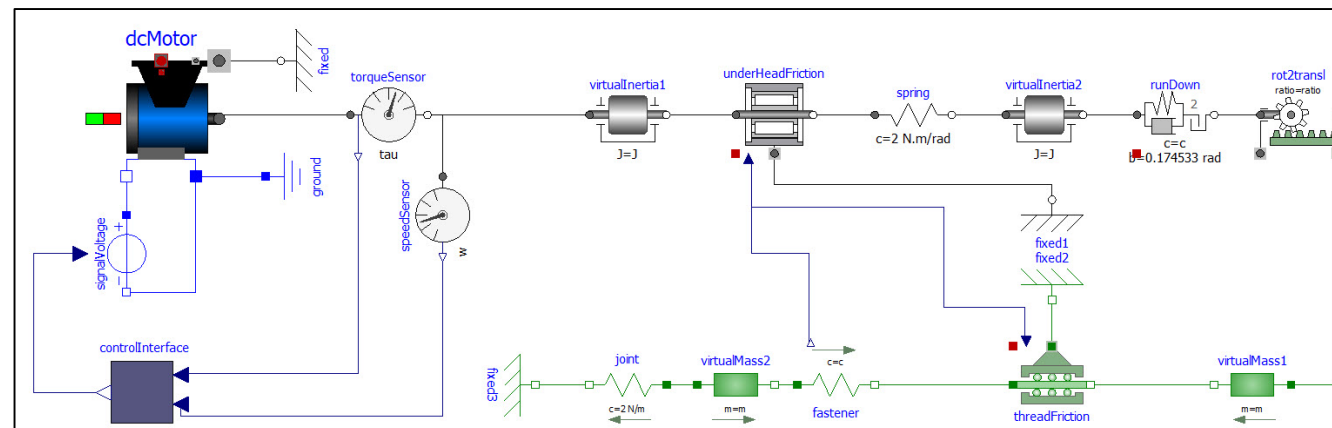 dcMotor
fixed
torqueSensor
tau
virtualInertia1
J=J
underHeadFriction
spring
c=2 N.m/rad
virtualInertia2
J=J
runDown
2
c=c
b=0.174533 rad
rot2transl
ratio=ratio
ground
speedSensor
w
+
signalVoltage
−
fixed1
fixed2
controlInterface
fixed3
joint
c=2 N/m
virtualMass2
m=m
c=c
fastener
threadFriction
virtualMass1
m=m